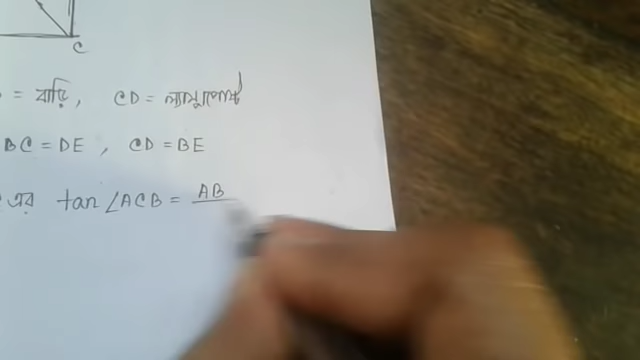 C
= বাড়ি, CD = ল্যাম্পপোস্ট
BC = DE, CD = BE
এর tan ∠ACB = AB